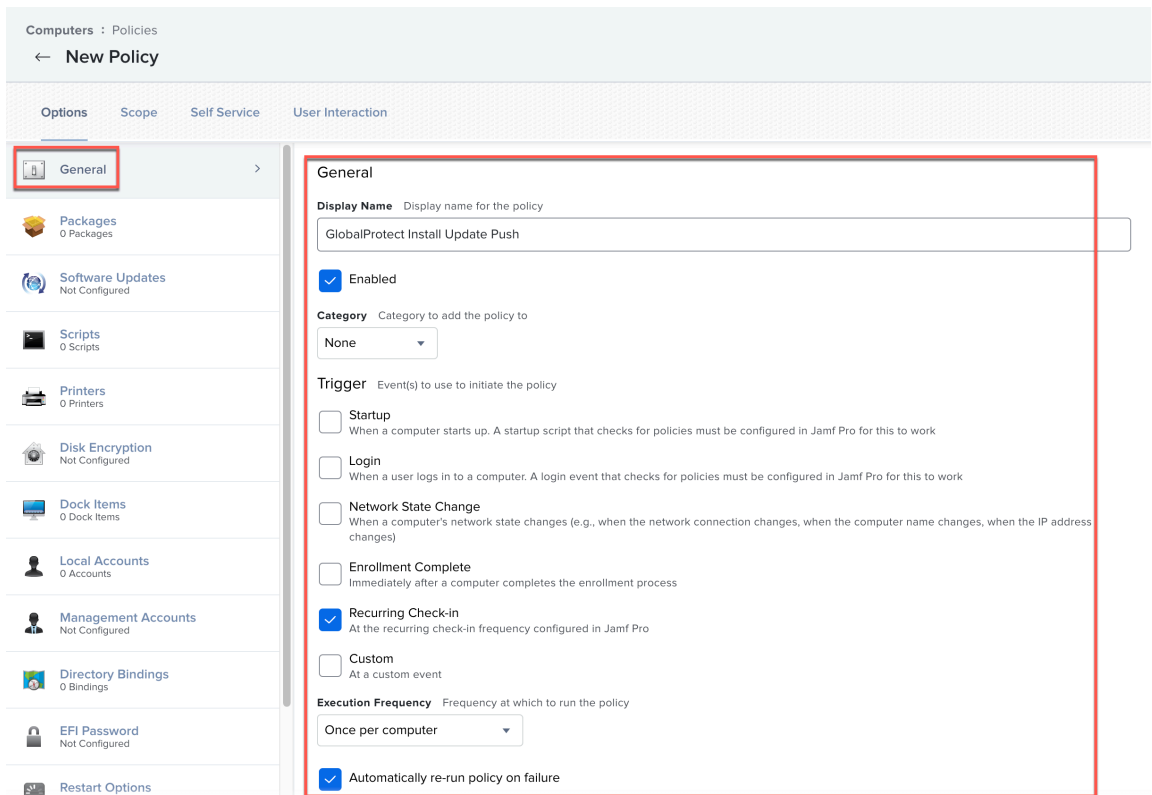 Computers : Policies
← New Policy
Options Scope Self Service User Interaction
General
Packages
0 Packages
Software Updates
Not Configured
Scripts
0 Scripts
Printers
0 Printers
Disk Encryption
Not Configured
Dock Items
0 Dock Items
Local Accounts
0 Accounts
Management Accounts
Not Configured
Directory Bindings
0 Bindings
EFI Password
Not Configured
Restart Options
General
Display Name Display name for the policy
GlobalProtect Install Update Push
Enabled
Category Category to add the policy to
None
Trigger Event(s) to use to initiate the policy
Startup
When a computer starts up. A startup script that checks for policies must be configured in Jamf Pro for this to work
Login
When a user logs in to a computer. A login event that checks for policies must be configured in Jamf Pro for this to work
Network State Change
When a computer's network state changes (e.g., when the network connection changes, when the computer name changes, when the IP address
changes)
Enrollment Complete
Immediately after a computer completes the enrollment process
Recurring Check-in
At the recurring check-in frequency configured in Jamf Pro
Custom
At a custom event
Execution Frequency Frequency at which to run the policy
Once per computer
Automatically re-run policy on failure